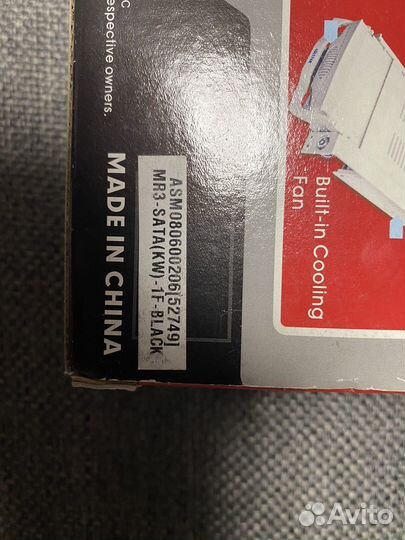 c
espective owners.
MADE IN CHINA
ASM080600206[52749]
MR3-SATA(KW)-1F-BLACK
Built-in Cooling
Fan
Avito